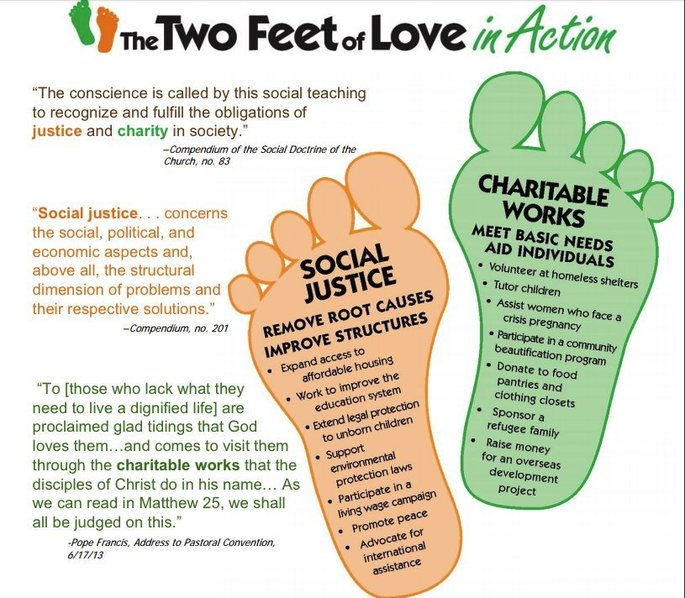 The Two Feet of Love in Action
“The conscience is called by this social teaching
to recognize and fulfill the obligations of
justice and charity in society.”
–Compendium of the Social Doctrine of the
Church, no. 83
“Social justice. . . concerns
the social, political, and
economic aspects and,
above all, the structural
dimension of problems and
their respective solutions.”
–Compendium, no. 201
“To [those who lack what they
need to live a dignified life] are
proclaimed glad tidings that God
loves them…and comes to visit them
through the charitable works that the
disciples of Christ do in his name… As
we can read in Matthew 25, we shall
all be judged on this.”
-Pope Francis, Address to Pastoral Convention,
6/17/13
SOCIAL
JUSTICE
REMOVE ROOT CAUSES
IMPROVE STRUCTURES
• Expand access to
affordable housing
• Work to improve the
education system
• Extend legal protection
to unborn children
• Support
environmental
protection laws
• Participate in a
living wage campaign
• Promote peace
• Advocate for
international
assistance
CHARITABLE
WORKS
MEET BASIC NEEDS
AID INDIVIDUALS
• Volunteer at homeless shelters
• Tutor children
• Assist women who face a
crisis pregnancy
• Participate in a community
beautification program
• Donate to food
pantries and
clothing closets
• Sponsor a
refugee family
• Raise money
for an overseas
development
project